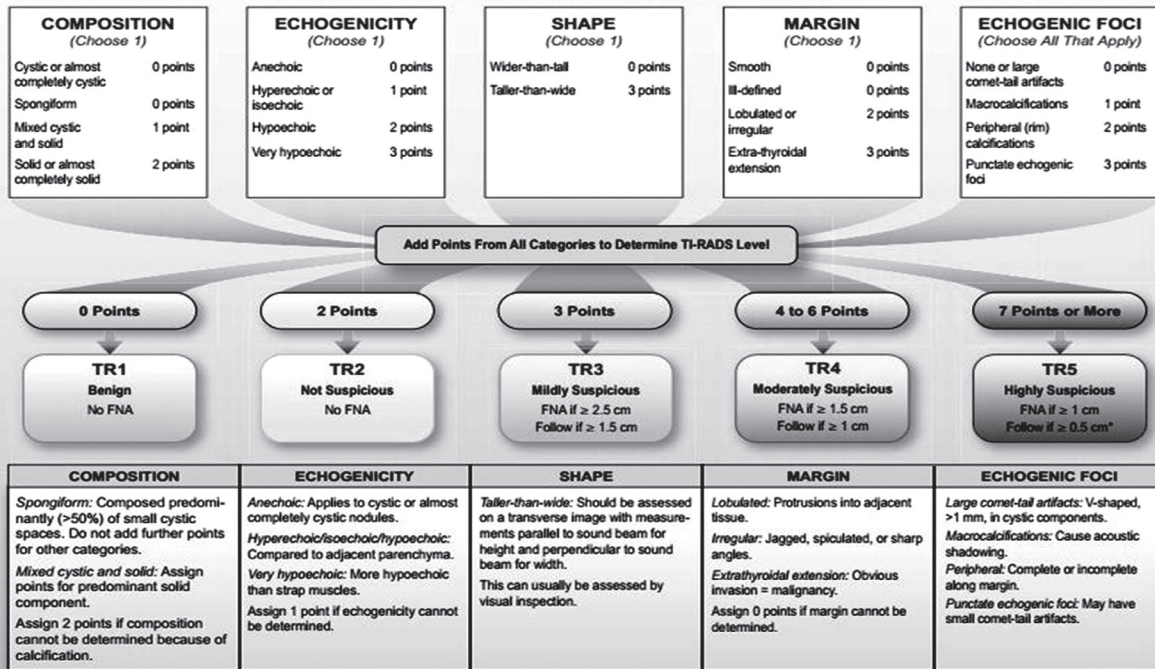 COMPOSITION
(Choose 1)
Cystic or almost completely cystic 0 points
Spongiform 0 points
Mixed cystic and solid 1 point
Solid or almost completely solid 2 points
ECHOGENICITY
(Choose 1)
Anechoic 0 points
Hyperechoic or isoechoic 1 point
Hypoechoic 2 points
Very hypoechoic 3 points
SHAPE
(Choose 1)
Wider-than-tall 0 points
Taller-than-wide 3 points
MARGIN
(Choose 1)
Smooth 0 points
Ill-defined 0 points
Lobulated or irregular 2 points
Extra-thyroidal extension 3 points
ECHOGENIC FOCI
(Choose All That Apply)
None or large comet-tail artifacts 0 points
Macrocalcifications 1 point
Peripheral (rim) calcifications 2 points
Punctate echogenic foci 3 points
Add Points From All Categories to Determine TI-RADS Level
0 Points
2 Points
3 Points
4 to 6 Points
7 Points or More
TR1
Benign
No FNA
TR2
Not Suspicious
No FNA
TR3
Mildly Suspicious
FNA if ≥ 2.5 cm
Follow if ≥ 1.5 cm
TR4
Moderately Suspicious
FNA if ≥ 1.5 cm
Follow if ≥ 1 cm
TR5
Highly Suspicious
FNA if ≥ 1 cm
Follow if ≥ 0.5 cm*
COMPOSITION
Spongiform: Composed predomi-
nantly (>50%) of small cystic
spaces. Do not add further points
for other categories.
Mixed cystic and solid: Assign
points for predominant solid
component.
Assign 2 points if composition
cannot be determined because of
calcification.
ECHOGENICITY
Anechoic: Applies to cystic or almost
completely cystic nodules.
Hyperechoic/isoechoic/hypoechoic:
Compared to adjacent parenchyma.
Very hypoechoic: More hypoechoic
than strap muscles.
Assign 1 point if echogenicity cannot
be determined.
SHAPE
Taller-than-wide: Should be assessed
on a transverse image with measure-
ments parallel to sound beam for
height and perpendicular to sound
beam for width.
This can usually be assessed by
visual inspection.
MARGIN
Lobulated: Protrusions into adjacent
tissue.
Irregular: Jagged, spiculated, or sharp
angles.
Extrathyroidal extension: Obvious
invasion = malignancy.
Assign 0 points if margin cannot be
determined.
ECHOGENIC FOCI
Large comet-tail artifacts: V-shaped,
>1 mm, in cystic components.
Macrocalcifications: Cause acoustic
shadowing.
Peripheral: Complete or incomplete
along margin.
Punctate echogenic foci: May have
small comet-tail artifacts.